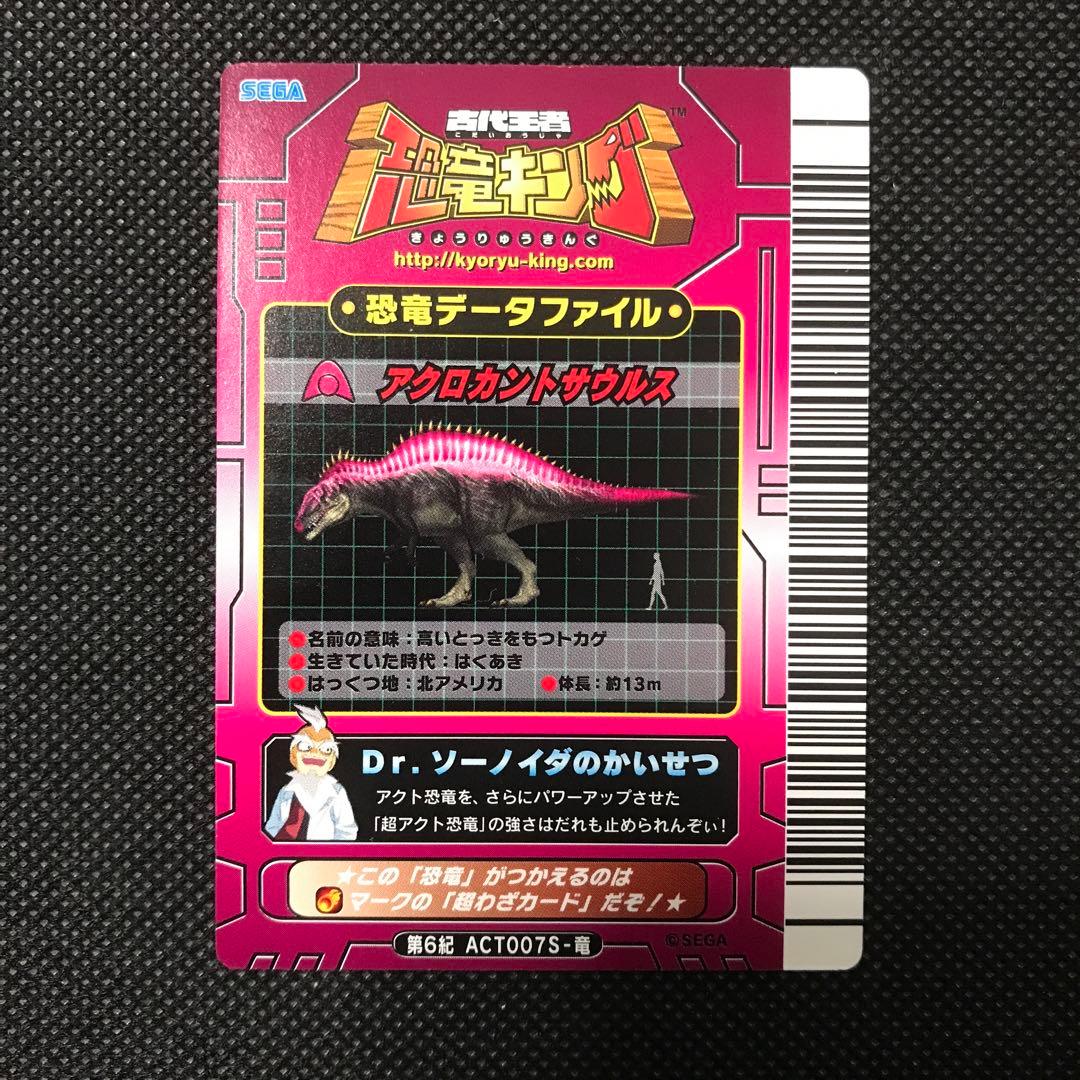 SEGA
古代王者
こだいおうじゃ
恐竜キング
TM
きょうりゅうきんぐ
http://kyoryu-king.com
恐竜データファイル
アクロカントサウルス
●名前の意味：高いとっきをもつトカゲ
●生きていた時代：はくあき
●はっくつ地：北アメリカ ●体長：約13m
Dr.ソーノイダのかいせつ
アクト恐竜を、さらにパワーアップさせた
「超アクト恐竜」の強さはだれも止められんぞい！
★この「恐竜」がつかえるのは
マークの「超わざカード」だぞ！★
第6紀 ACT007S-竜
©SEGA